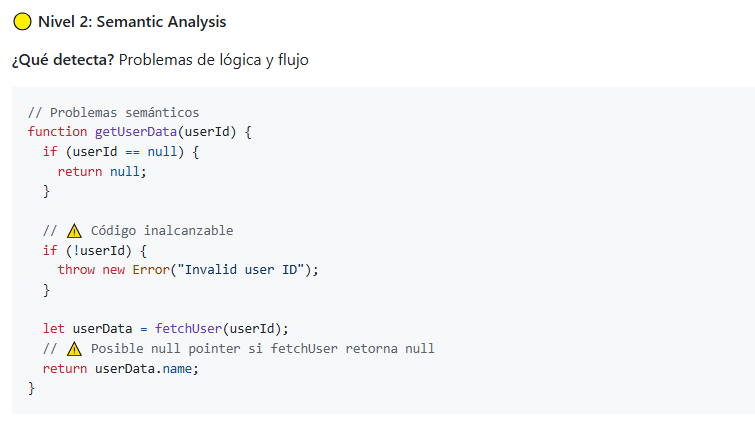 🟡 Nivel 2: Semantic Analysis
¿Qué detecta? Problemas de lógica y flujo
// Problemas semánticos
function getUserData(userId) {
  if (userId == null) {
    return null;
  }

  // ⚠️ Código inalcanzable
  if (!userId) {
    throw new Error("Invalid user ID");
  }

  let userData = fetchUser(userId);
  // ⚠️ Posible null pointer si fetchUser retorna null
  return userData.name;
}